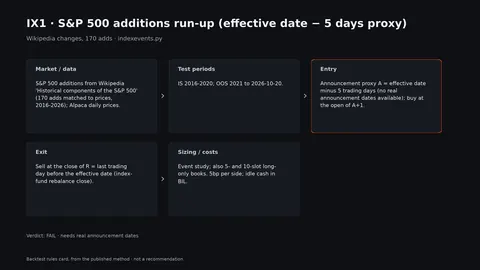 IX1 · S&P 500 additions run-up (effective date − 5 days proxy)
Wikipedia changes, 170 adds · indexevents.py
Market / data
S&P 500 additions from Wikipedia
'Historical components of the S&P 500'
(170 adds matched to prices,
2016-2026); Alpaca daily prices.
›
Test periods
IS 2016-2020; OOS 2021 to 2026-10-20.
›
Entry
Announcement proxy A = effective date
minus 5 trading days (no real
announcement dates available); buy at
the open of A+1.
Exit
Sell at the close of R = last trading
day before the effective date (index-
fund rebalance close).
›
Sizing / costs
Event study; also 5- and 10-slot long-
only books. 5bp per side; idle cash in
BIL.
Verdict: FAIL · needs real announcement dates
Backtest rules card, from the published method · not a recommendation.